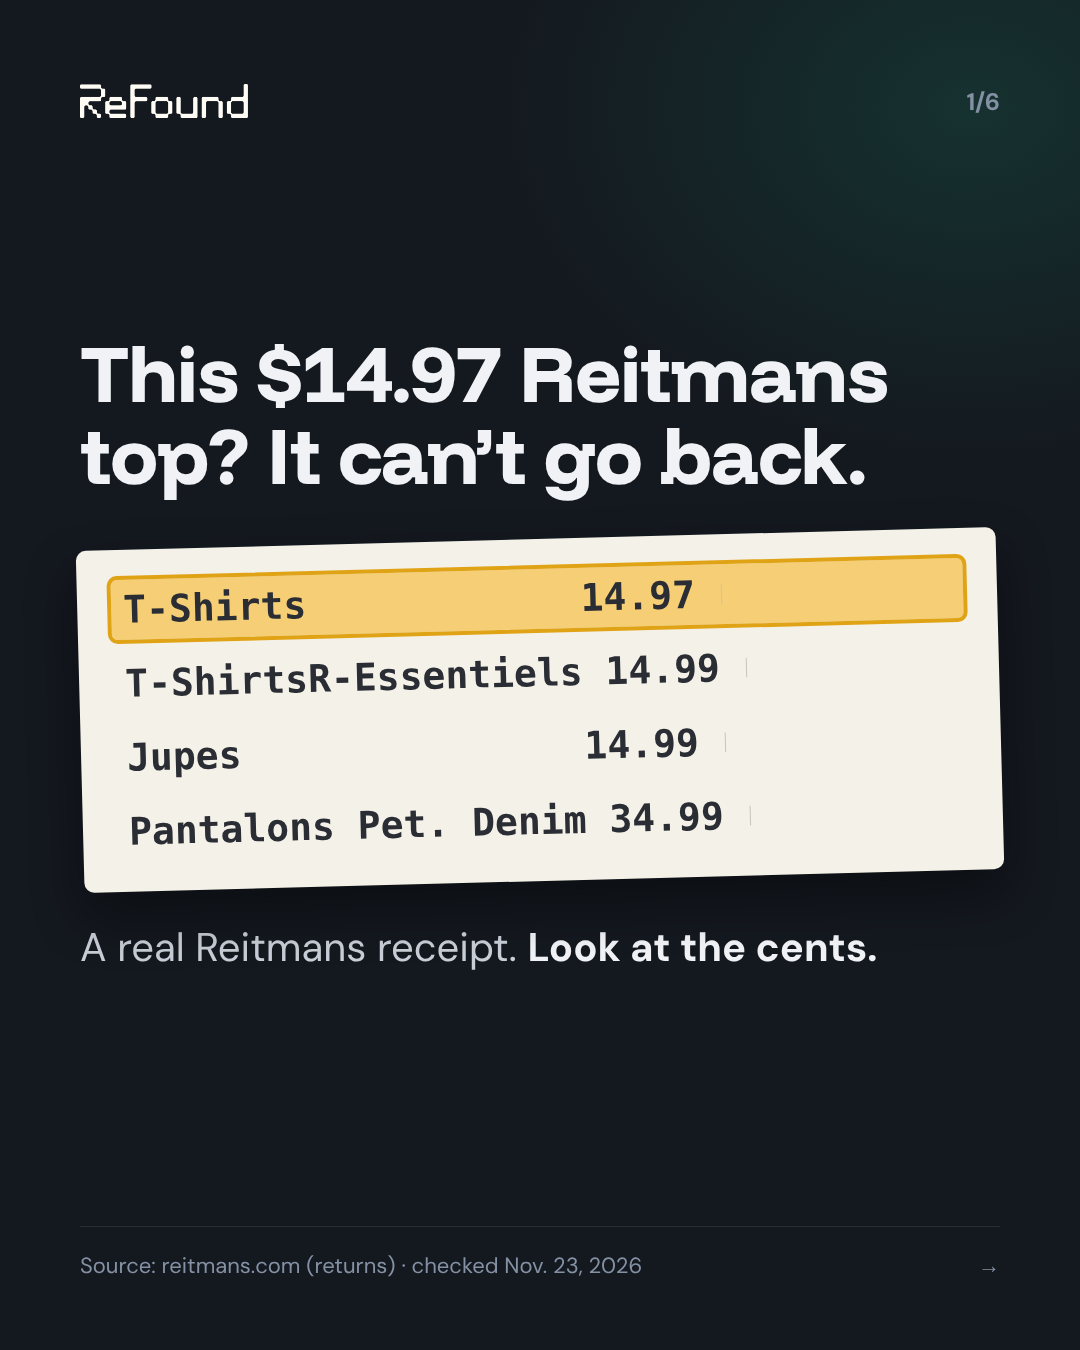 ReFound
1/6
This $14.97 Reitmans
top? It can’t go back.
T-Shirts 14.97
T-ShirtsR-Essentiels 14.99
Jupes 14.99
Pantalons Pet. Denim 34.99
A real Reitmans receipt. Look at the cents.
Source: reitmans.com (returns) · checked Nov. 23, 2026 →